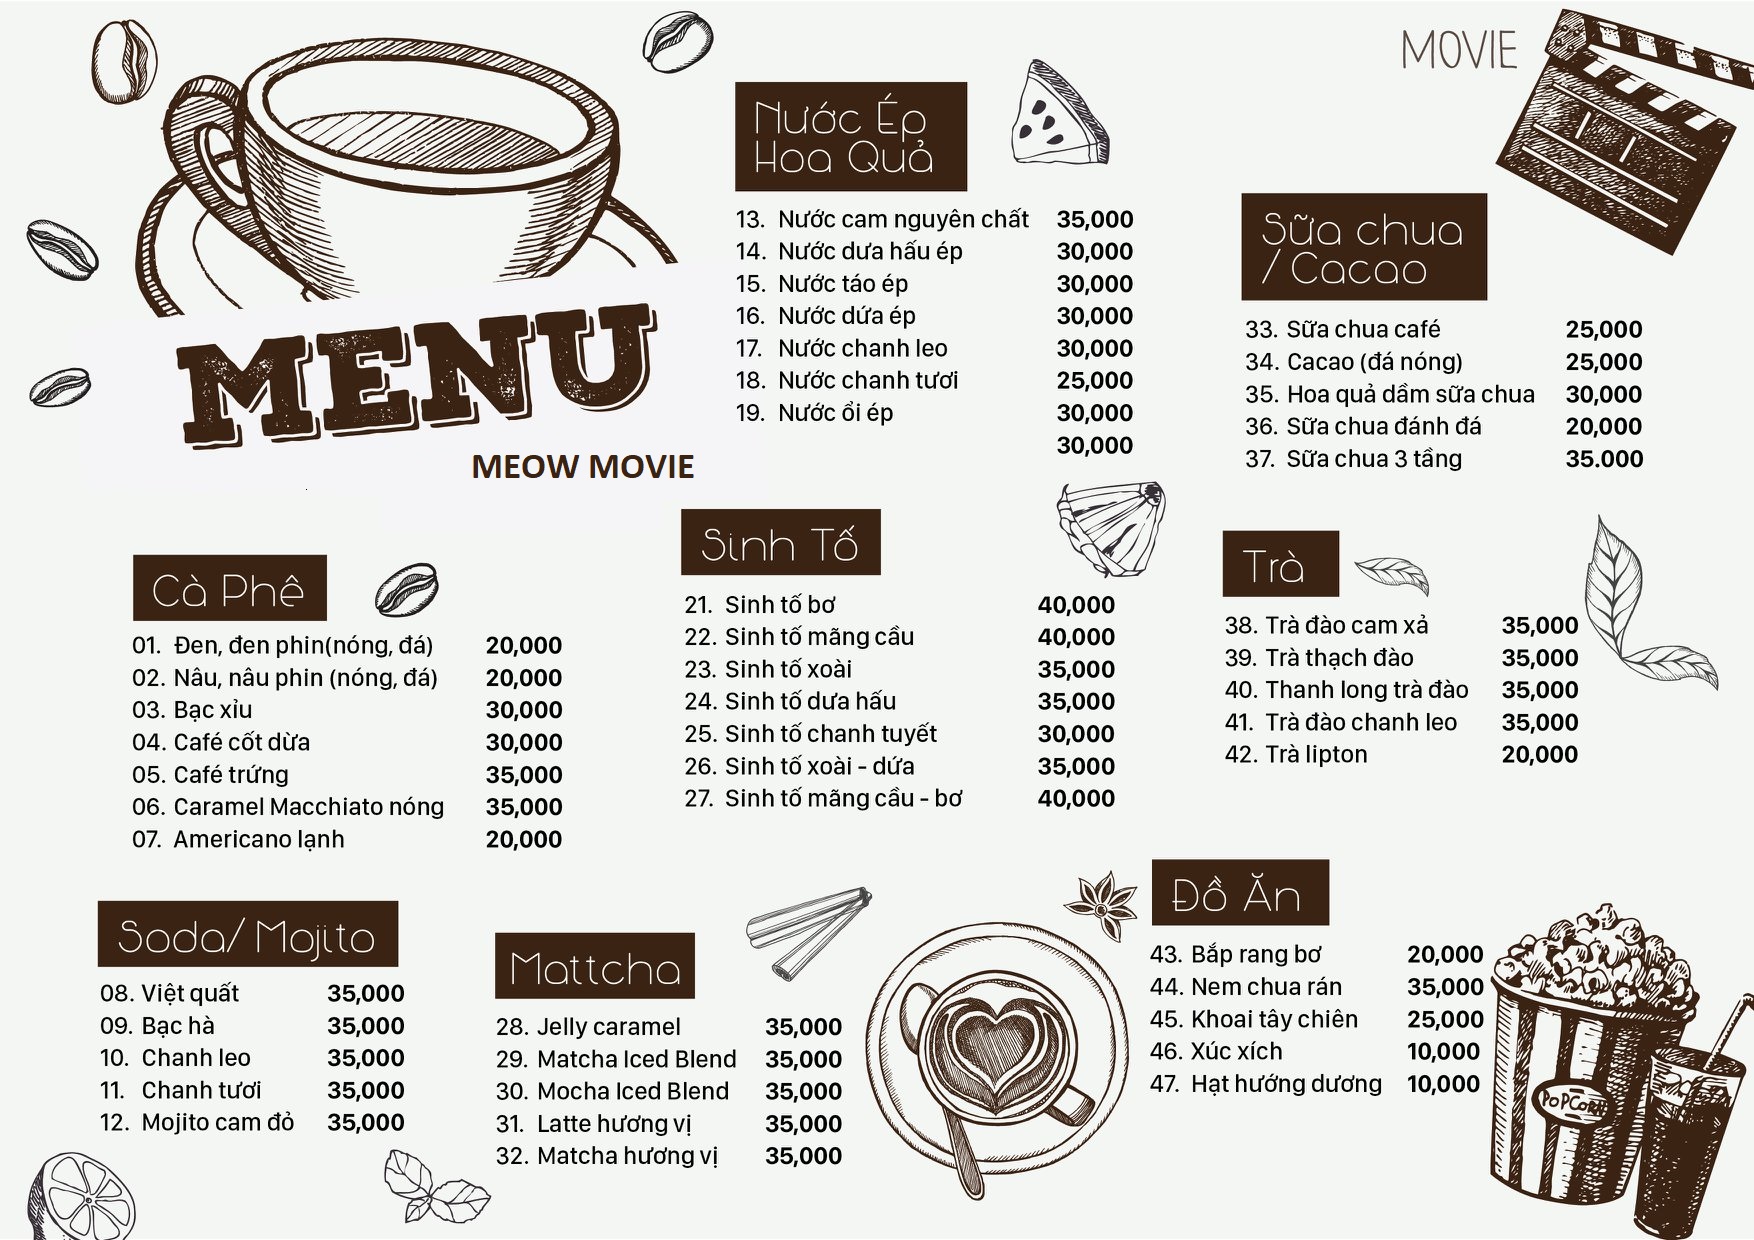 MENU
MEOW MOVIE
MOVIE
Cà Phê
01. Đen, đen phin(nóng, đá) 20,000
02. Nâu, nâu phin (nóng, đá) 20,000
03. Bạc xỉu 30,000
04. Café cốt dừa 30,000
05. Café trứng 35,000
06. Caramel Macchiato nóng 35,000
07. Americano lạnh 20,000
Soda/ Mojito
08. Việt quất 35,000
09. Bạc hà 35,000
10. Chanh leo 35,000
11. Chanh tươi 35,000
12. Mojito cam đỏ 35,000
Nước Ép
Hoa Quả
13. Nước cam nguyên chất 35,000
14. Nước dưa hấu ép 30,000
15. Nước táo ép 30,000
16. Nước dứa ép 30,000
17. Nước chanh leo 30,000
18. Nước chanh tươi 25,000
19. Nước ổi ép 30,000
30,000
Sinh Tố
21. Sinh tố bơ 40,000
22. Sinh tố mãng cầu 40,000
23. Sinh tố xoài 35,000
24. Sinh tố dưa hấu 35,000
25. Sinh tố chanh tuyết 30,000
26. Sinh tố xoài - dứa 35,000
27. Sinh tố mãng cầu - bơ 40,000
Mattcha
28. Jelly caramel 35,000
29. Matcha Iced Blend 35,000
30. Mocha Iced Blend 35,000
31. Latte hương vị 35,000
32. Matcha hương vị 35,000
Sữa chua
/ Cacao
33. Sữa chua café 25,000
34. Cacao (đá nóng) 25,000
35. Hoa quả dầm sữa chua 30,000
36. Sữa chua đánh đá 20,000
37. Sữa chua 3 tầng 35.000
Trà
38. Trà đào cam xả 35,000
39. Trà thạch đào 35,000
40. Thanh long trà đào 35,000
41. Trà đào chanh leo 35,000
42. Trà lipton 20,000
Đồ Ăn
43. Bắp rang bơ 20,000
44. Nem chua rán 35,000
45. Khoai tây chiên 25,000
46. Xúc xích 10,000
47. Hạt hướng dương 10,000
POPCORN